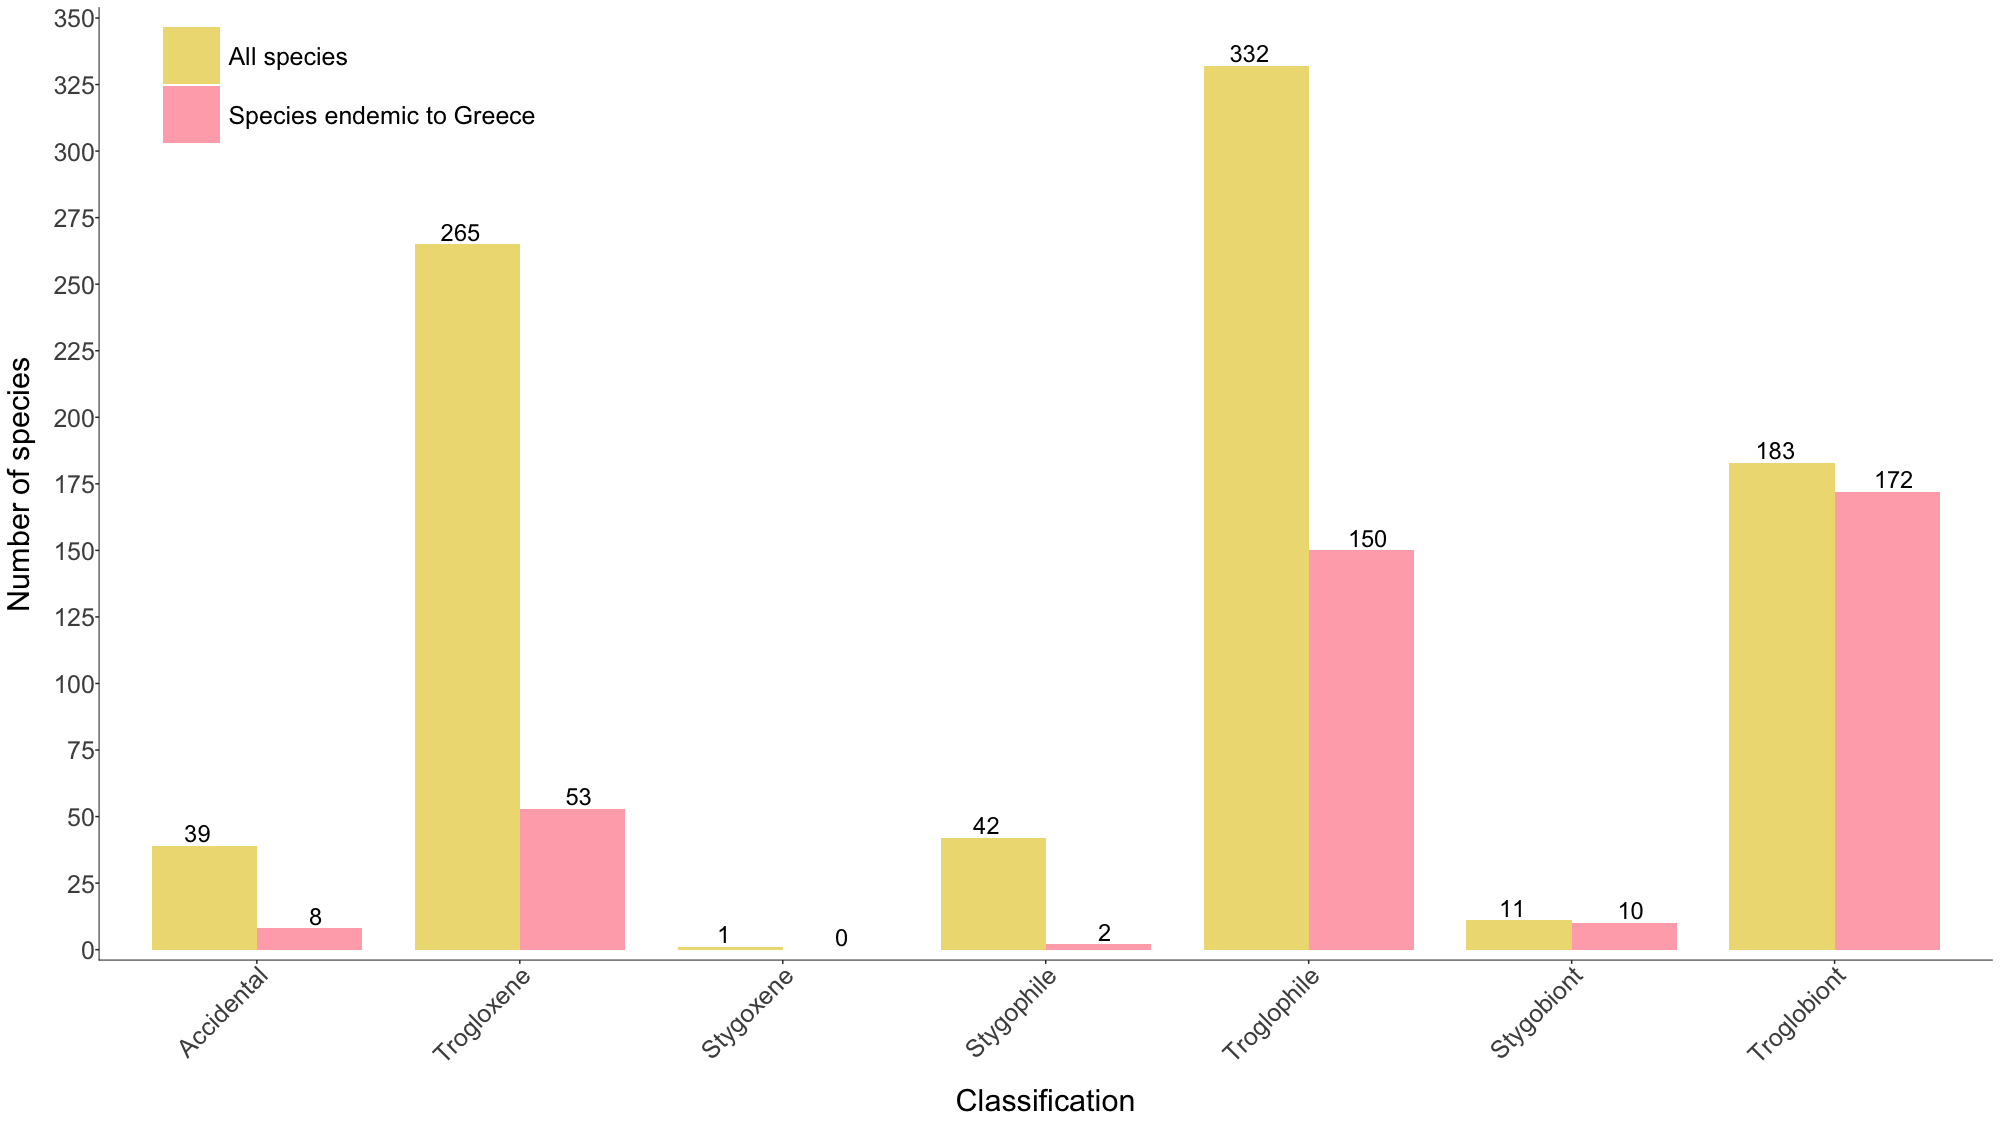 All species
Species endemic to Greece
Number of species
350
325
300
275
250
225
200
175
150
125
100
75
50
25
0
39
8
265
53
1
0
42
2
332
150
11
10
183
172
Accidental
Trogloxene
Stygoxene
Stygophile
Troglophile
Stygobiont
Troglobiont
Classification